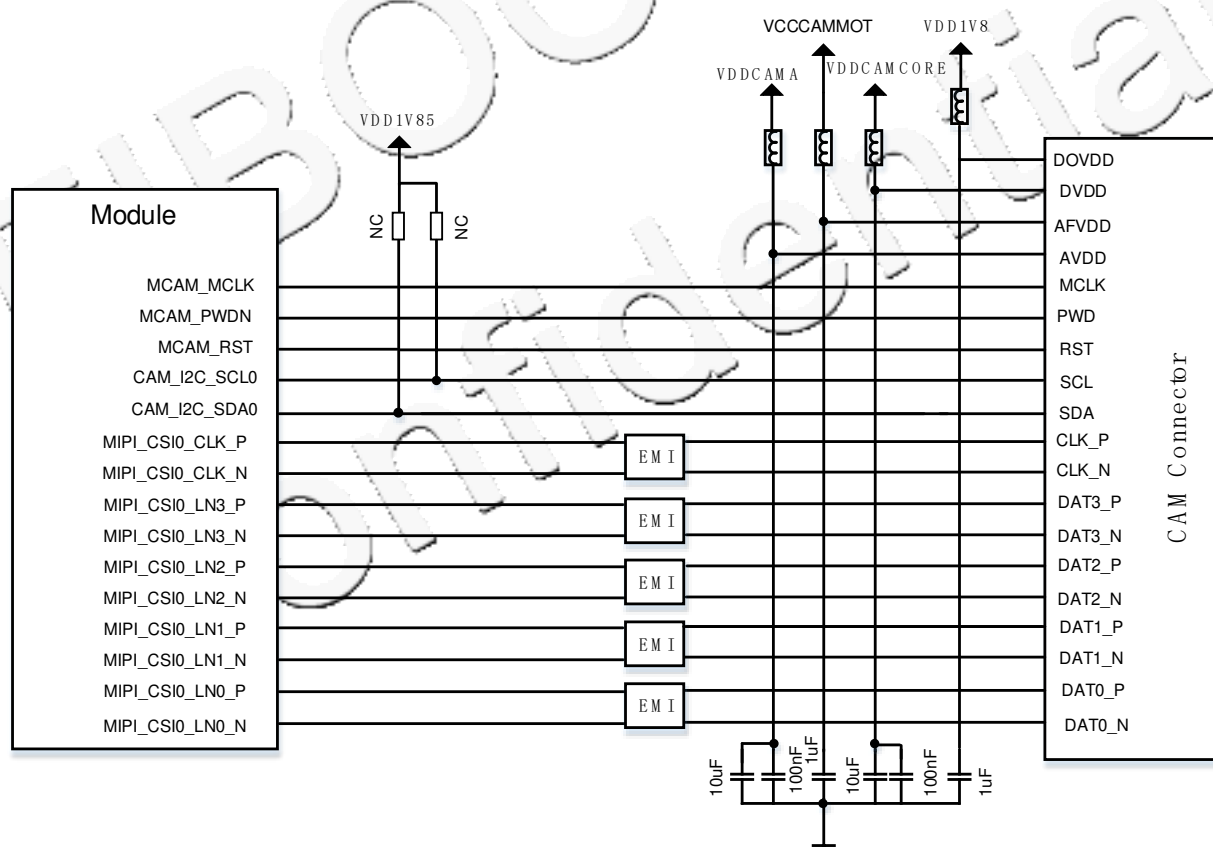 VCCCAMMOT
VDD1V8
VDDCAMA
VDDCAMCORE
VDD1V85
NC
NC
Module
MCAM_MCLK
MCAM_PWDN
MCAM_RST
CAM_I2C_SCL0
CAM_I2C_SDA0
MIPI_CSI0_CLK_P
MIPI_CSI0_CLK_N
MIPI_CSI0_LN3_P
MIPI_CSI0_LN3_N
MIPI_CSI0_LN2_P
MIPI_CSI0_LN2_N
MIPI_CSI0_LN1_P
MIPI_CSI0_LN1_N
MIPI_CSI0_LN0_P
MIPI_CSI0_LN0_N
EMI
EMI
EMI
EMI
EMI
DOVDD
DVDD
AFVDD
AVDD
MCLK
PWD
RST
SCL
SDA
CLK_P
CLK_N
DAT3_P
DAT3_N
DAT2_P
DAT2_N
DAT1_P
DAT1_N
DAT0_P
DAT0_N
CAM Connector
10uF
100nF
1uF
10uF
100nF
1uF